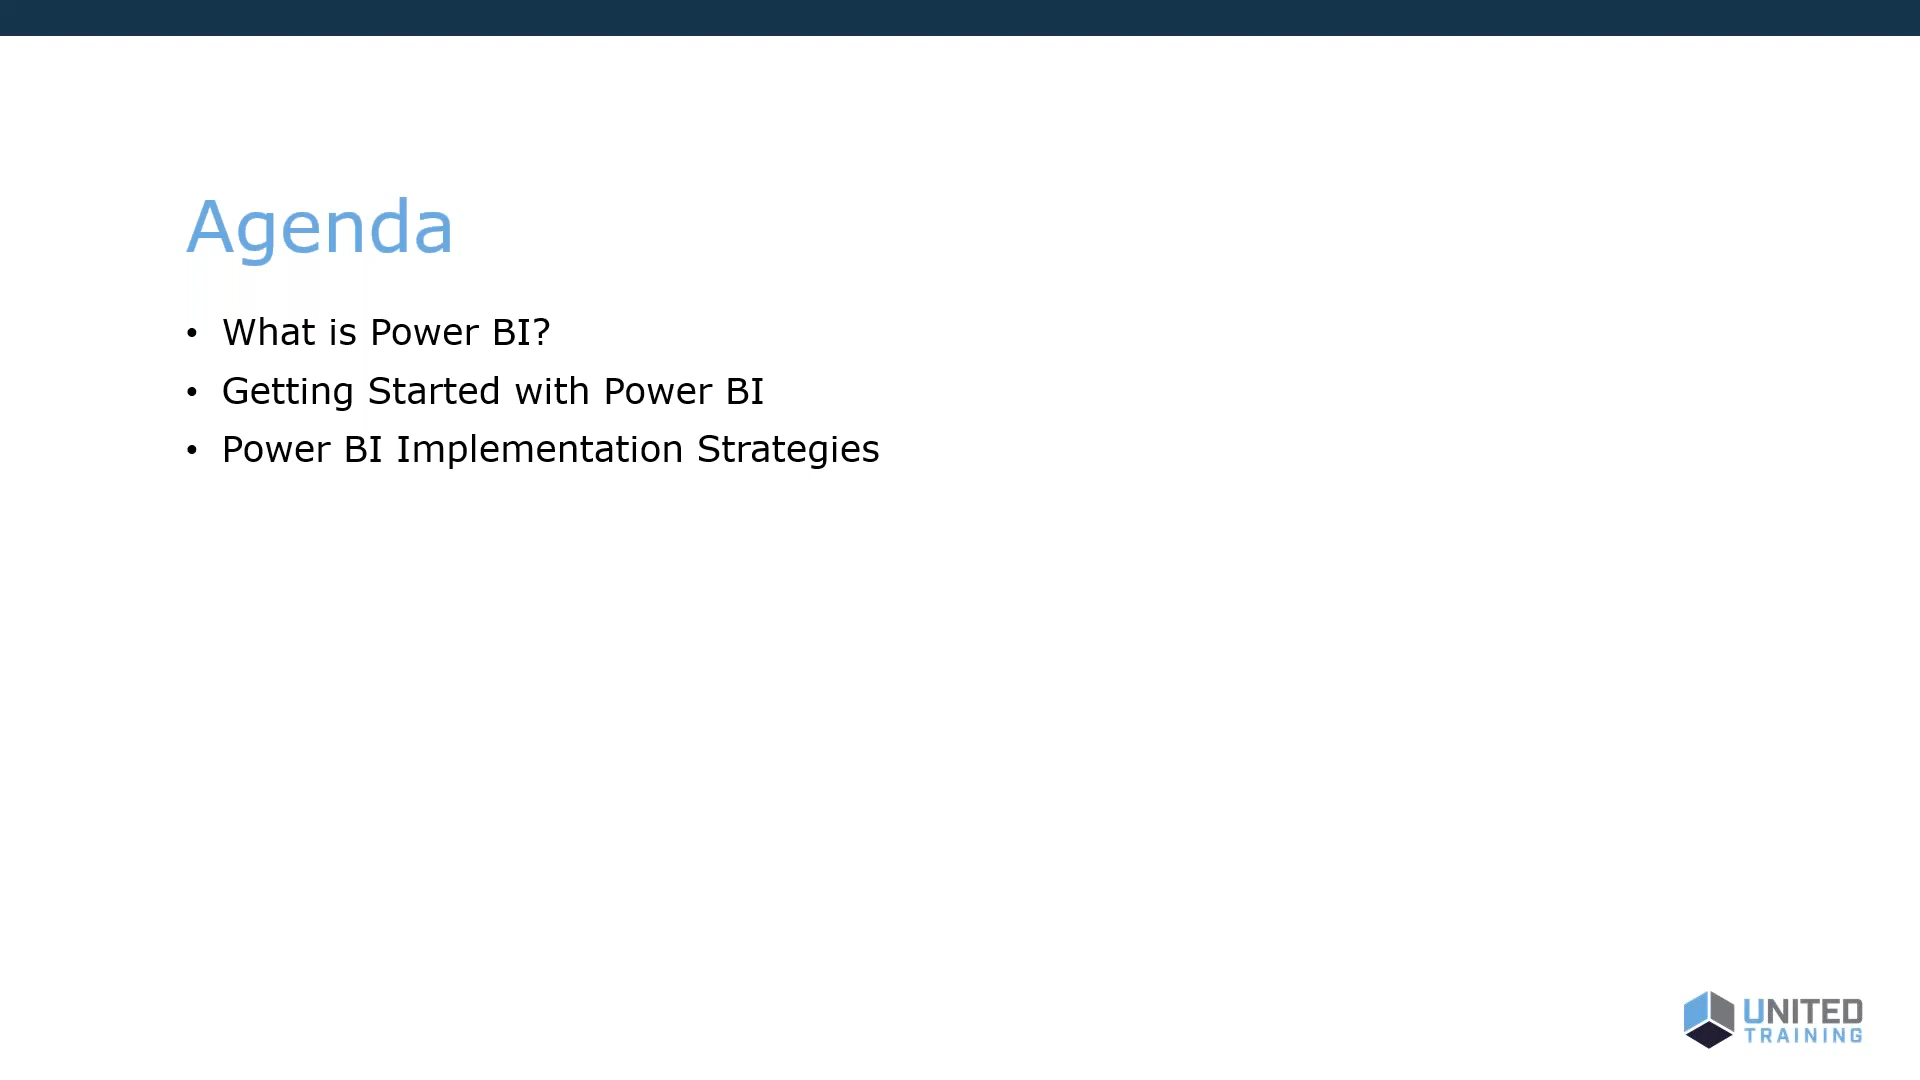 Agenda
• What is Power BI?
• Getting Started with Power BI
• Power BI Implementation Strategies
UNITED
TRAINING